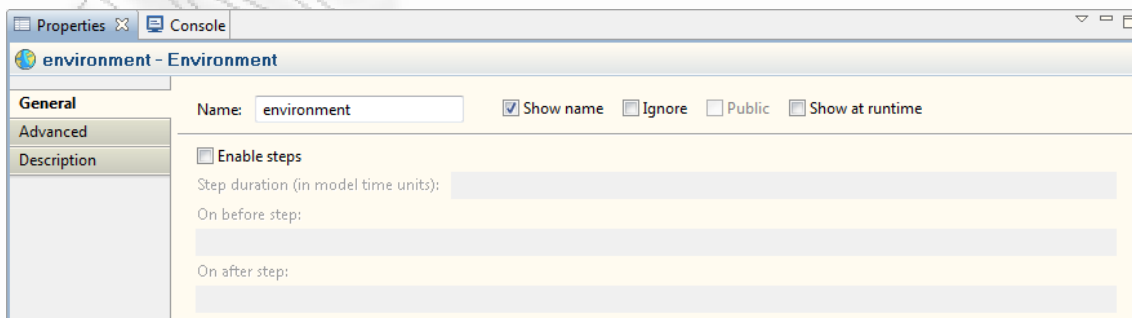 Properties Console
environment - Environment
General
Name: environment Show name Ignore Public Show at runtime
Advanced
Description
Enable steps
Step duration (in model time units):
On before step:
On after step: